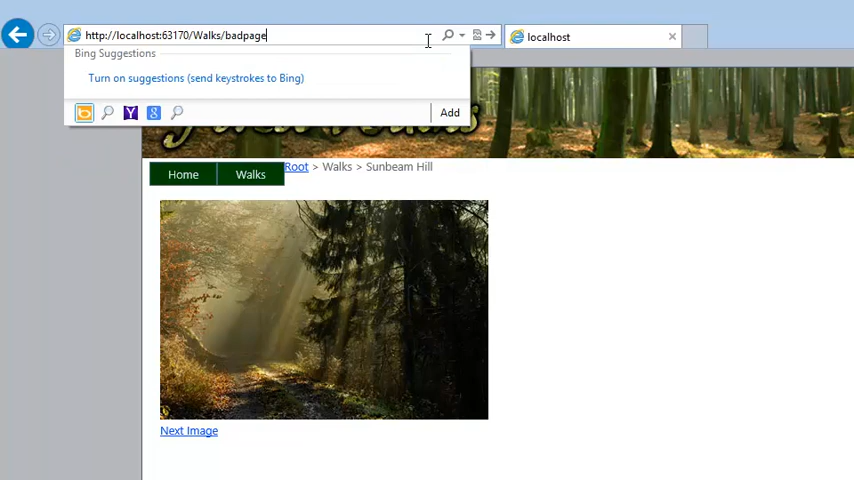 http://localhost:63170/Walks/badpage
localhost
Bing Suggestions
Turn on suggestions (send keystrokes to Bing)
Add
Home
Walks
Root > Walks > Sunbeam Hill
Next Image